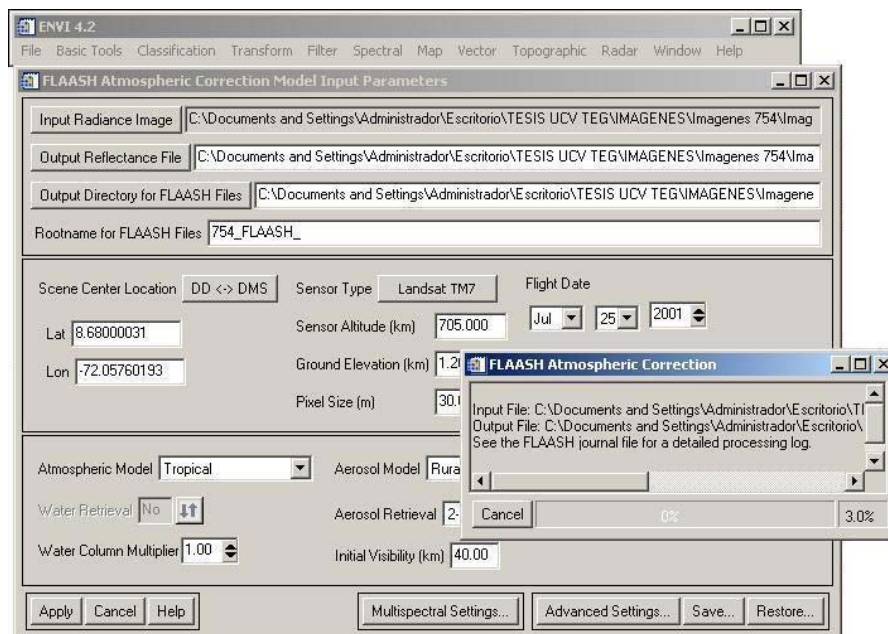 ENVI 4.2
File Basic Tools Classification Transform Filter Spectral Map Vector Topographic Radar Window Help
FLAASH Atmospheric Correction Model Input Parameters
Input Radiance Image C:\Documents and Settings\Administrador\Escritorio\TESIS UCV TEG\IMAGENES\Imagenes 754\Imag
Output Reflectance File C:\Documents and Settings\Administrador\Escritorio\TESIS UCV TEG\IMAGENES\Imagenes 754\Ima
Output Directory for FLAASH Files C:\Documents and Settings\Administrador\Escritorio\TESIS UCV TEG\IMAGENES\Imagene
Rootname for FLAASH Files 754_FLAASH_
Scene Center Location DD <-> DMS Sensor Type Landsat TM7 Flight Date
Lat 8.68000031 Sensor Altitude (km) 705.000 Jul 25 2001
Lon -72.05760193 Ground Elevation (km) 1.20
Pixel Size (m) 30.0
FLAASH Atmospheric Correction
Input File: C:\Documents and Settings\Administrador\Escritorio\TI
Output File: C:\Documents and Settings\Administrador\Escritorio\
See the FLAASH journal file for a detailed processing log.
Cancel 0% 3.0%
Atmospheric Model Tropical Aerosol Model Rura
Water Retrieval No Aerosol Retrieval 2-
Water Column Multiplier 1.00 Initial Visibility (km) 40.00
Apply Cancel Help Multispectral Settings... Advanced Settings... Save... Restore...